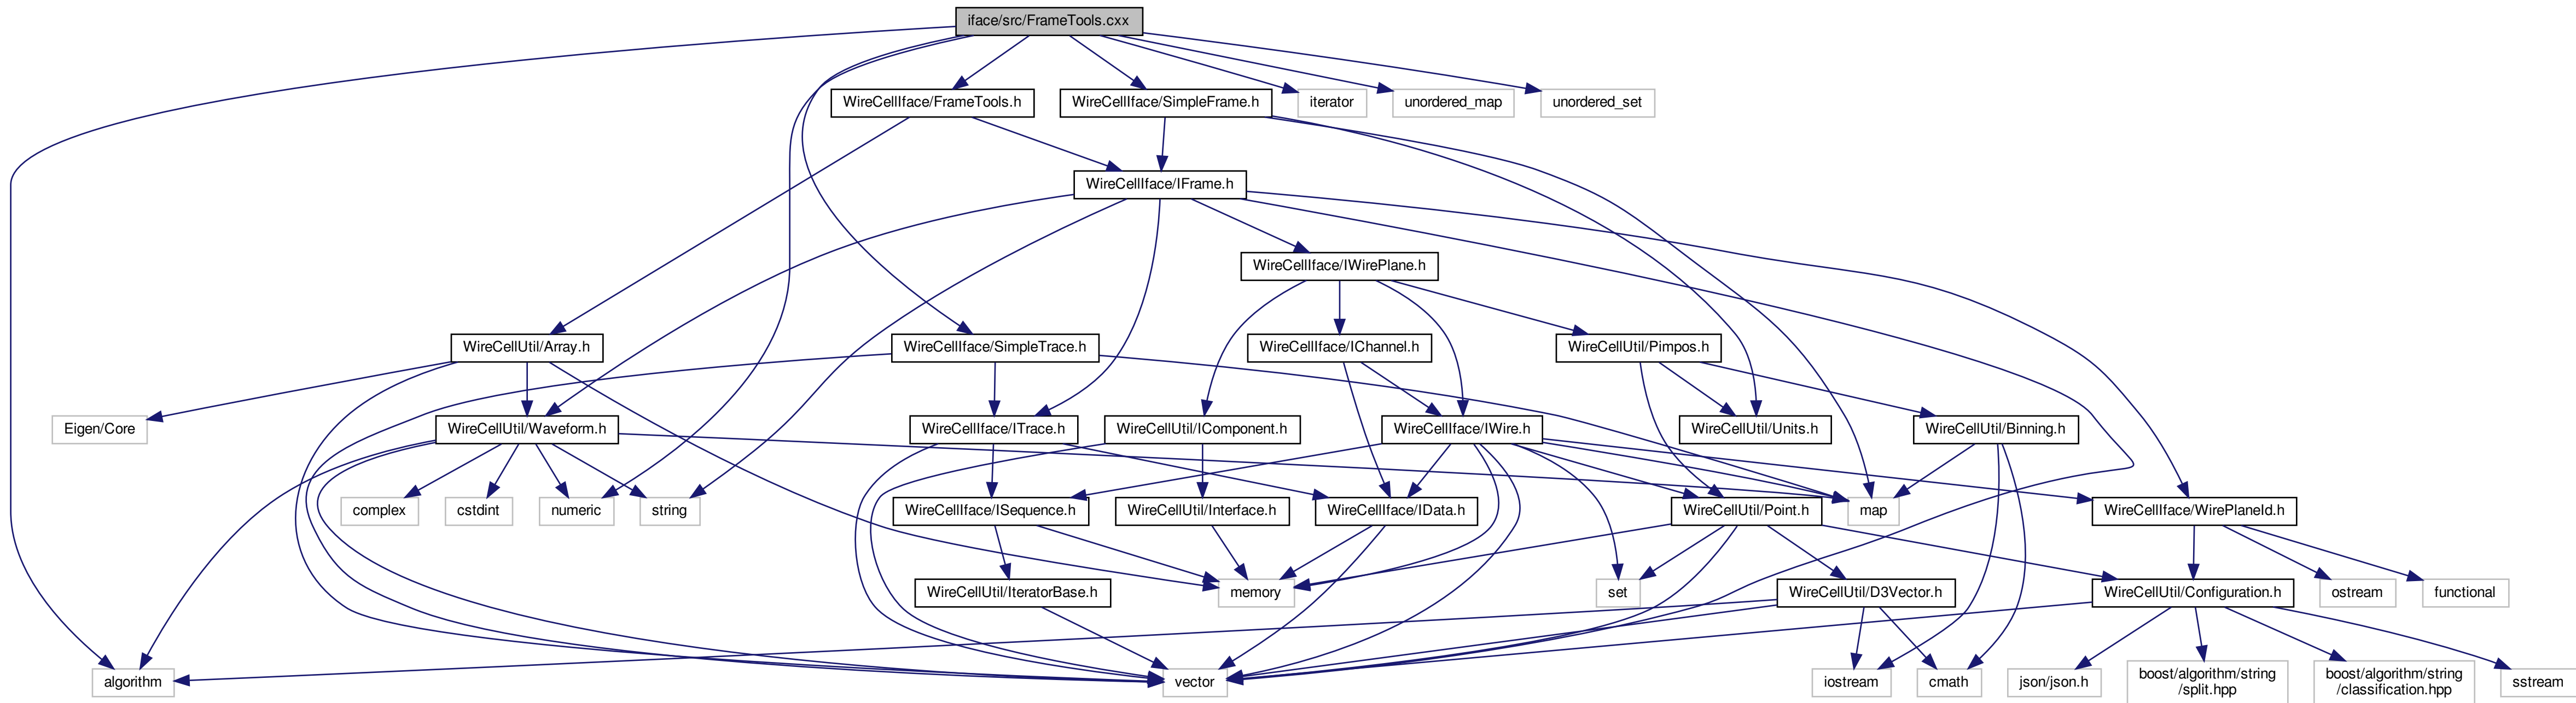 iface/src/FrameTools.cxx
WireCellIface/FrameTools.h
WireCellIface/SimpleFrame.h
iterator
unordered_map
unordered_set
WireCellIface/IFrame.h
WireCellIface/IWirePlane.h
WireCellUtil/Array.h
WireCellIface/SimpleTrace.h
WireCellIface/IChannel.h
WireCellUtil/Pimpos.h
Eigen/Core
WireCellUtil/Waveform.h
WireCellIface/ITrace.h
WireCellUtil/IComponent.h
WireCellIface/IWire.h
WireCellUtil/Units.h
WireCellUtil/Binning.h
complex
cstdint
numeric
string
WireCellIface/ISequence.h
WireCellUtil/Interface.h
WireCellIface/IData.h
WireCellUtil/Point.h
map
WireCellIface/WirePlaneId.h
WireCellUtil/IteratorBase.h
memory
set
WireCellUtil/D3Vector.h
WireCellUtil/Configuration.h
ostream
functional
algorithm
vector
iostream
cmath
json/json.h
boost/algorithm/string
/split.hpp
boost/algorithm/string
/classification.hpp
sstream